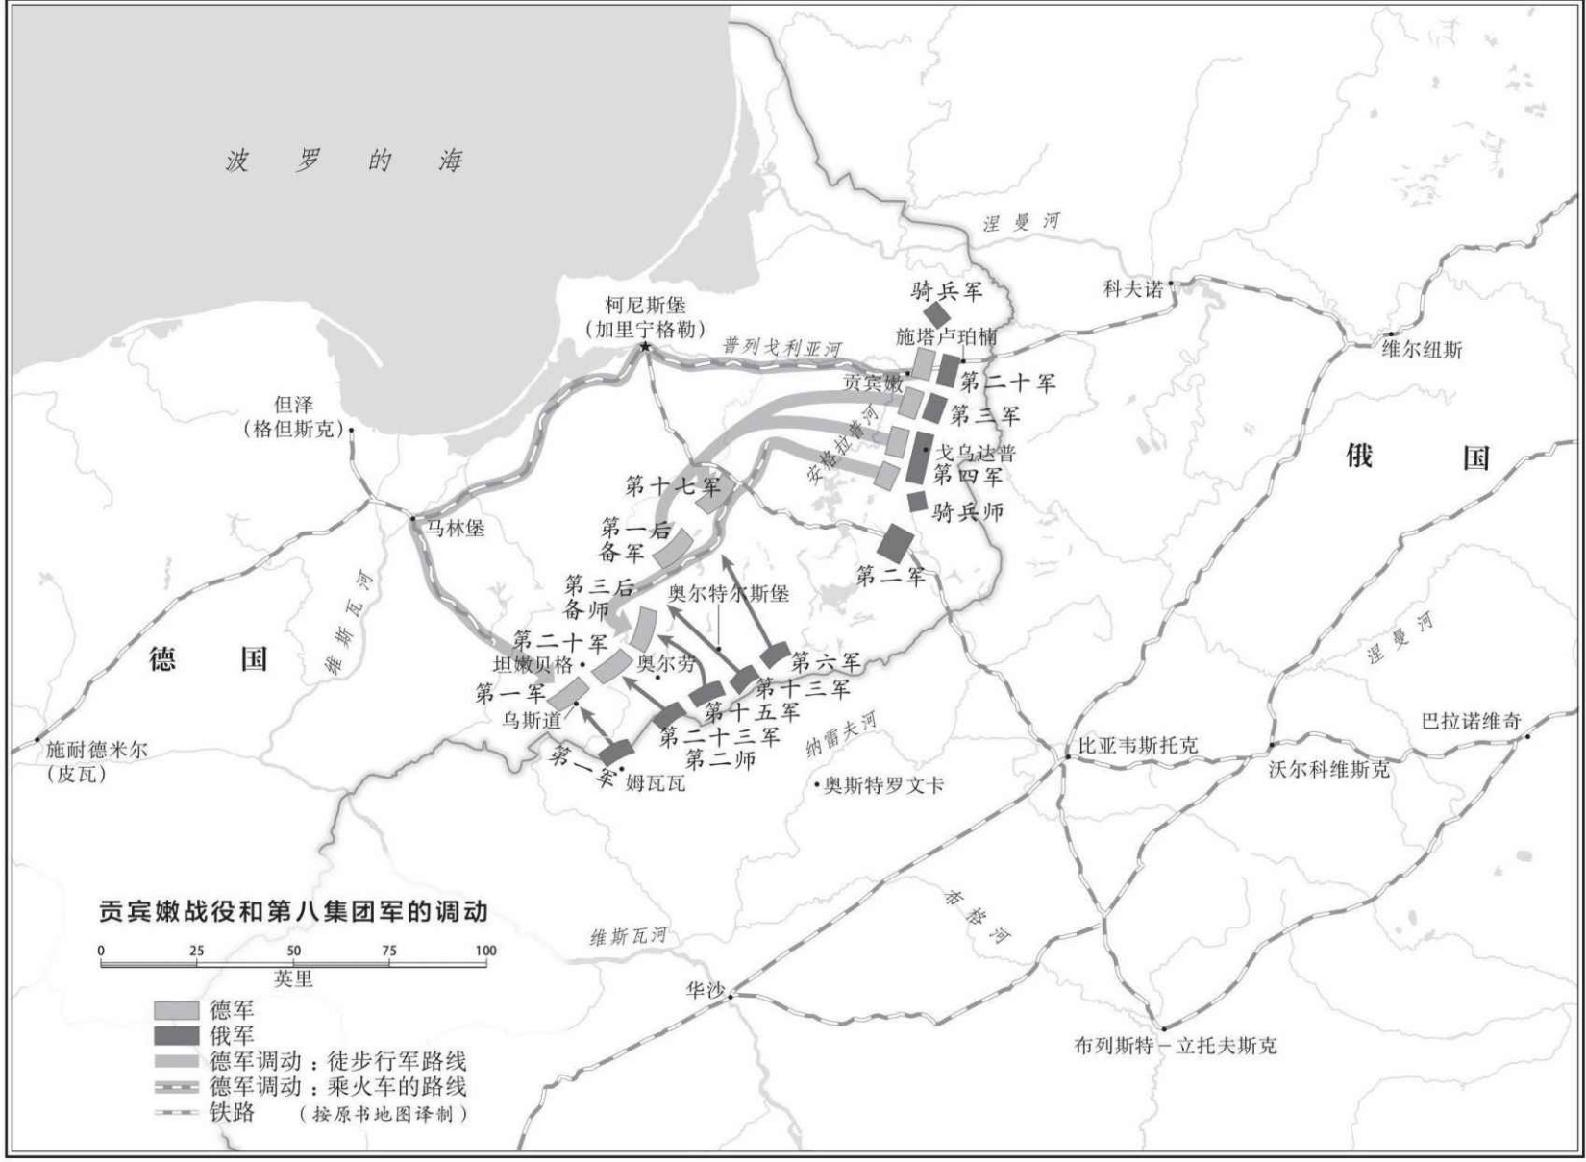 波罗的海
涅曼河
骑兵军
科夫诺
柯尼斯堡
（加里宁格勒）
施塔卢珀楠
普列戈利亚河
维尔纽斯
贡宾嫩
第二十军
但泽
（格但斯克）
第三军
安格拉普河
戈乌达普
俄国
第四军
第十七军
骑兵师
马林堡
第一后
备军
第二军
第三后
备师
奥尔特尔斯堡
维斯瓦河
涅曼河
第二十军
德国
坦嫩贝格
奥尔劳
第六军
第一军
第十三军
乌斯道
第十五军
巴拉诺维奇
纳雷夫河
第二十三军
第二师
比亚韦斯托克
施耐德米尔
（皮瓦）
第一军
沃尔科维斯克
姆瓦瓦
奥斯特罗文卡
布格河
贡宾嫩战役和第八集团军的调动
0 25 50 75 100
英里
维斯瓦河
华沙
德军
俄军
布列斯特－立托夫斯克
德军调动：徒步行军路线
德军调动：乘火车的路线
铁路 （按原书地图译制）